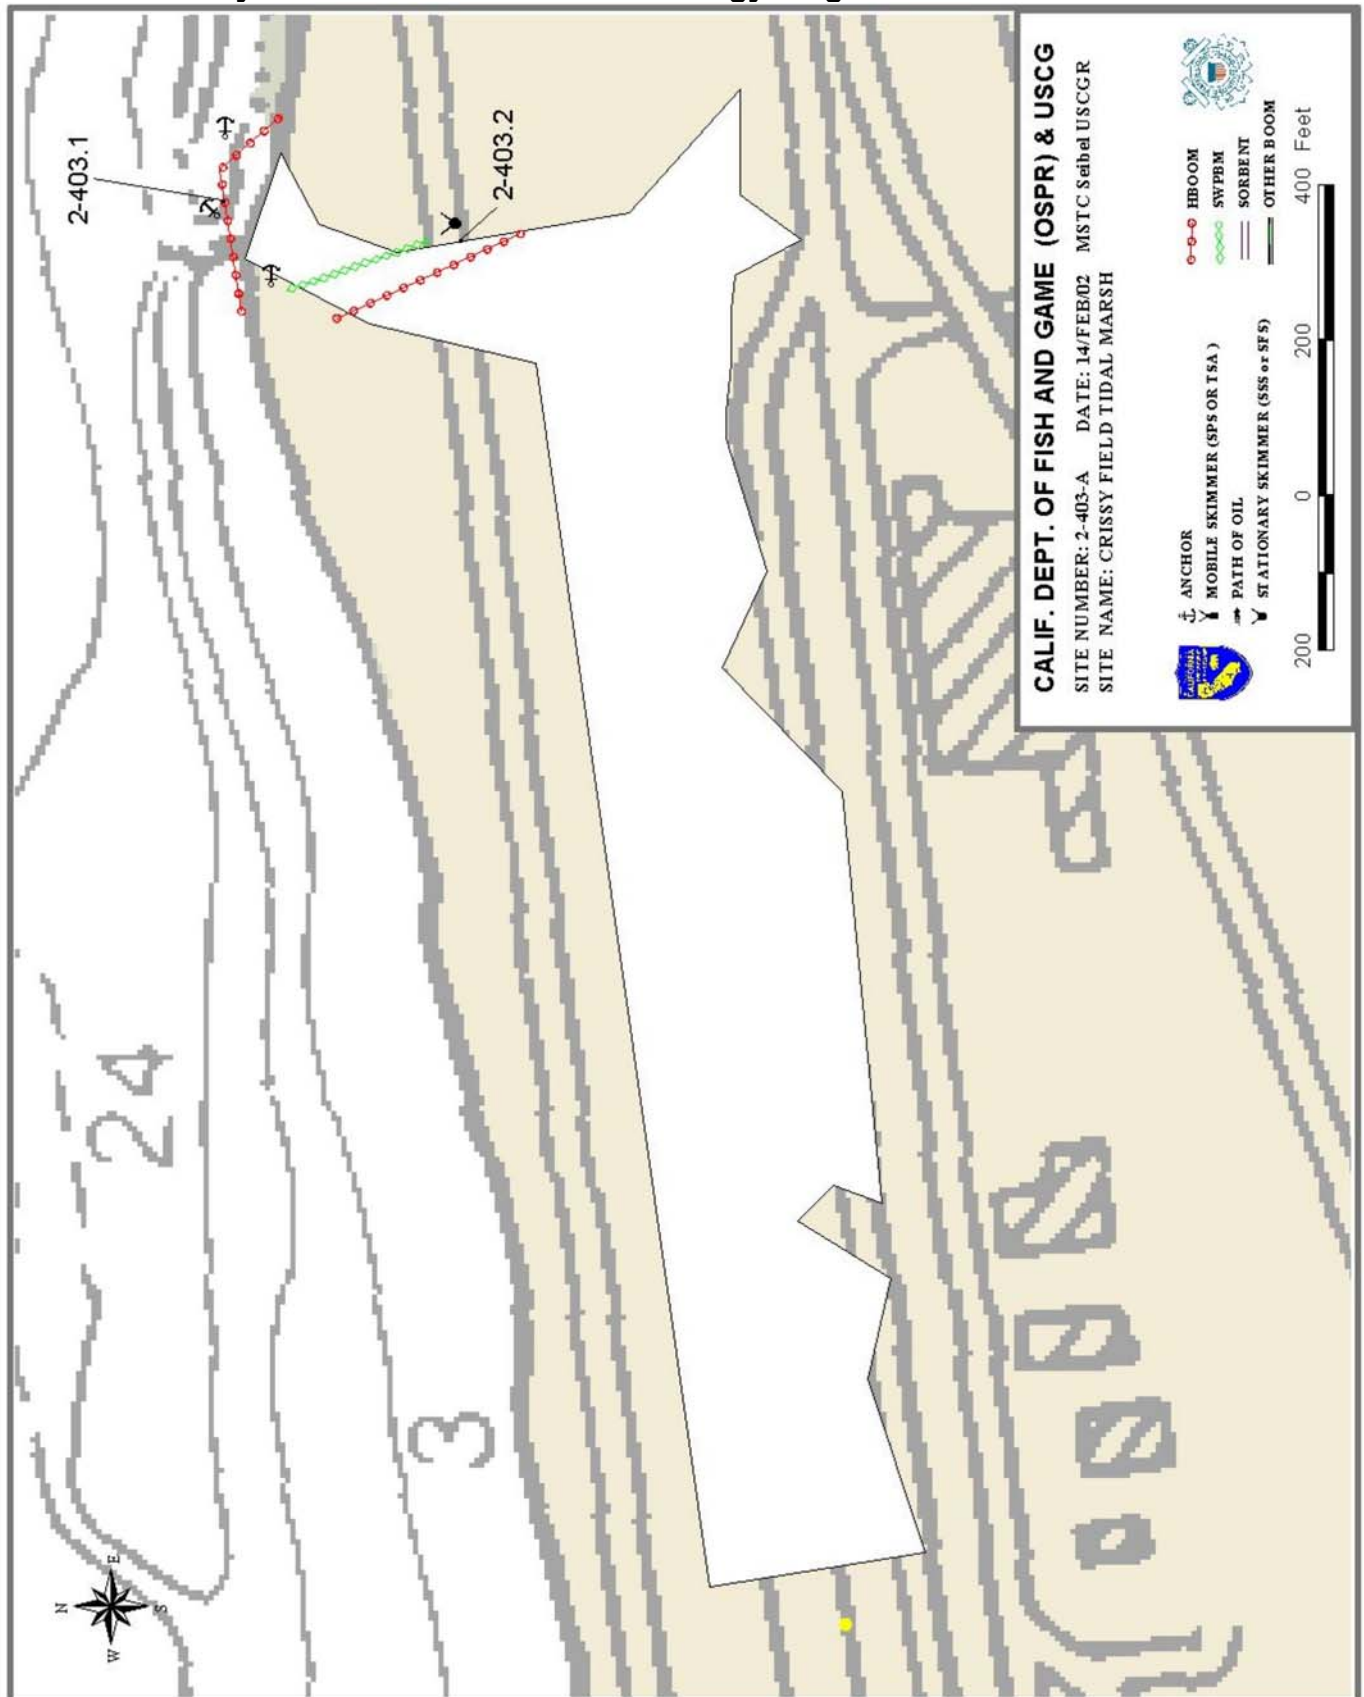 2-403.1
2-403.2
24
3
N
E
S
W
CALIF. DEPT. OF FISH AND GAME (OSPR) & USCG
SITE NUMBER: 2-403-A DATE: 14/FEB/02 MSTC Seibel USCGR
SITE NAME: CRISSY FIELD TIDAL MARSH
ANCHOR
MOBILE SKIMMER (SPS OR TSA )
PATH OF OIL
STATIONARY SKIMMER (SSS or SFS)
HBOOM
SWPBM
SORBENT
OTHER BOOM
CALIFORNIA
200 0 200 400 Feet